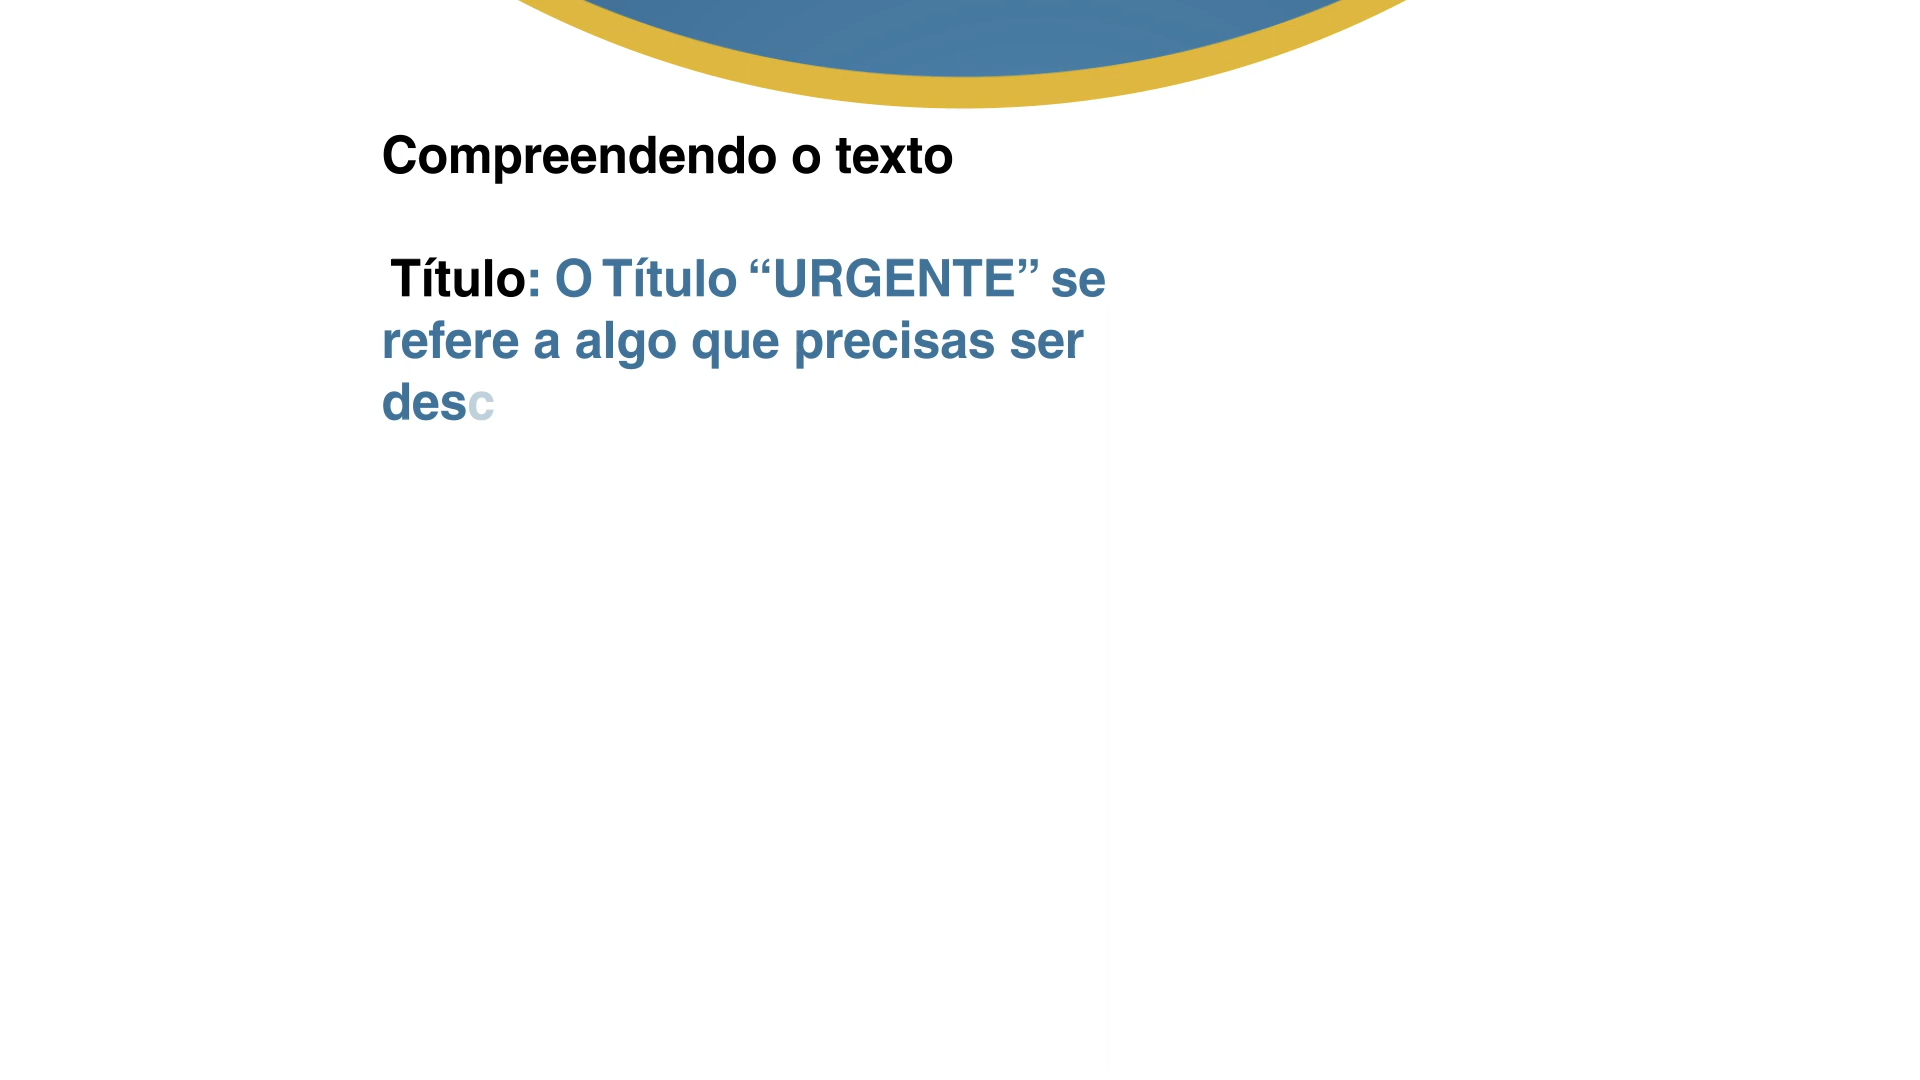 Compreendendo o texto
Título: O Título “URGENTE” se
refere a algo que precisas ser
desc